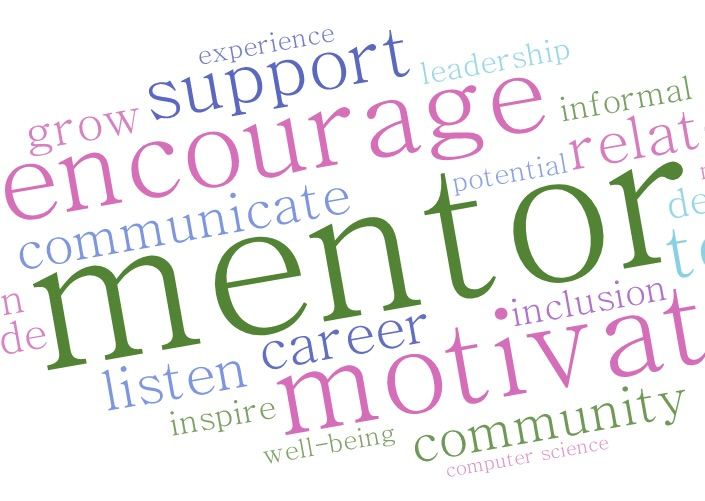 experience
support
leadership
grow
encourage
informal
relat
potential
communicate
mentor
de
te
n
de
inclusion
career
listen
motivat
inspire
well-being
community
computer science